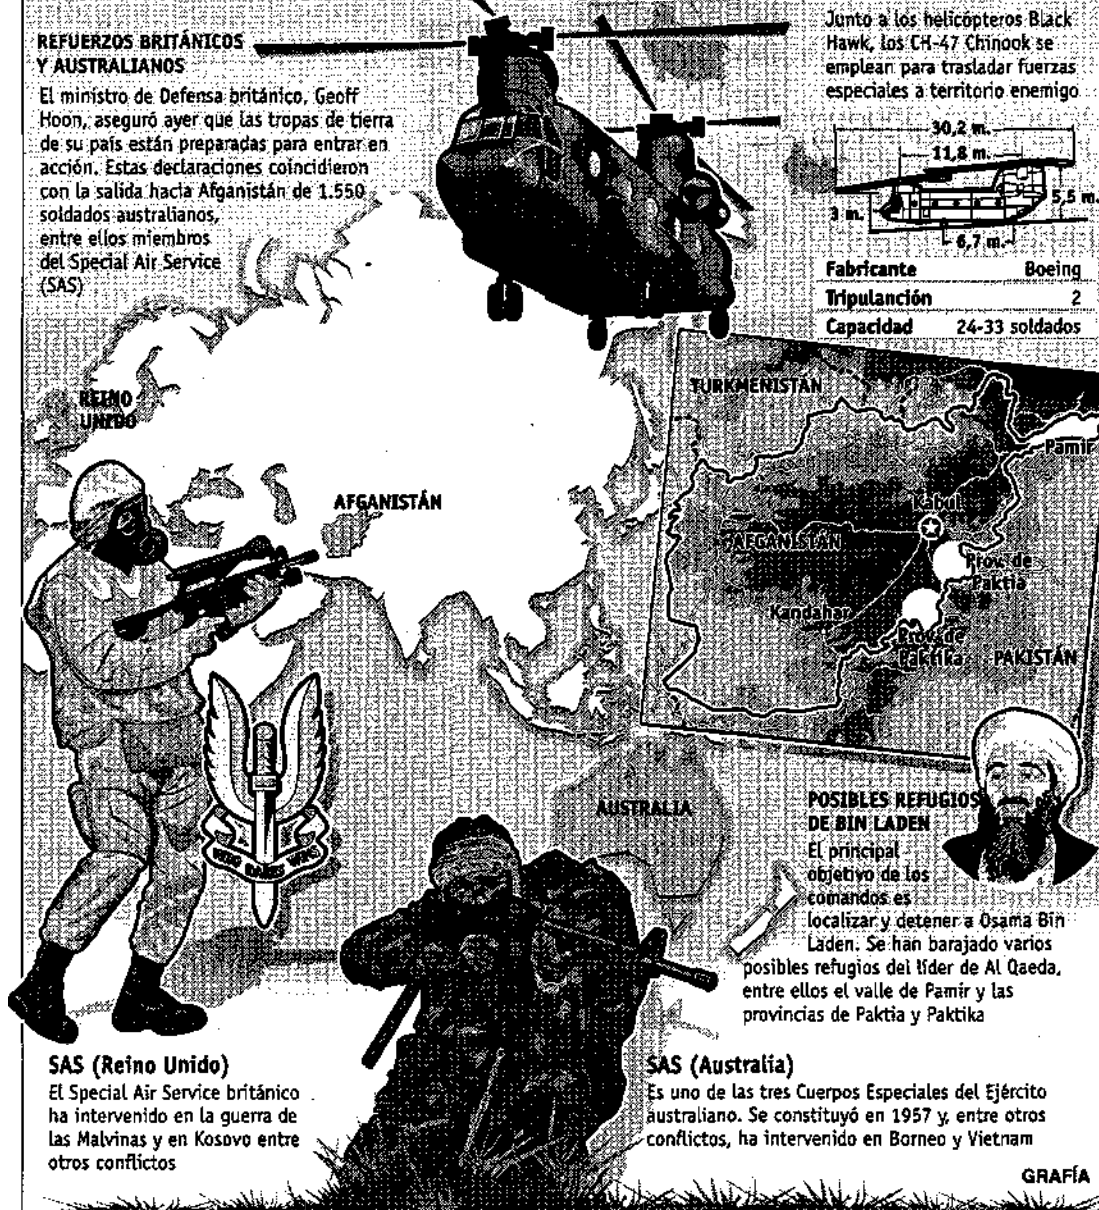 REFUERZOS BRITÁNICOS
Y AUSTRALIANOS
El ministro de Defensa británico, Geoff
Hoon, aseguró ayer que las tropas de tierra
de su país están preparadas para entrar en
acción. Estas declaraciones coincidieron
con la salida hacia Afganistán de 1.550
soldados australianos,
entre ellos miembros
del Special Air Service
(SAS)
Junto a los helicópteros Black
Hawk, los CH-47 Chinook se
emplean para trasladar fuerzas
especiales a territorio enemigo
30,2 m.
11,8 m.
5,5 m.
3 m.
6,7 m.
Fabricante Boeing
Tripulanción 2
Capacidad 24-33 soldados
REINO
UNIDO
AFGANISTÁN
AUSTRALIA
TURKMENISTÁN
Pamir
Kabul
AFGANISTÁN
Prov. de
Paktia
Kandahar
Prov. de
Paktika
PAKISTÁN
WHO DARES WINS
POSIBLES REFUGIOS
DE BIN LADEN
El principal
objetivo de los
comandos es
localizar y detener a Osama Bin
Laden. Se han barajado varios
posibles refugios del líder de Al Qaeda,
entre ellos el valle de Pamir y las
provincias de Paktia y Paktika
SAS (Reino Unido)
El Special Air Service británico
ha intervenido en la guerra de
las Malvinas y en Kosovo entre
otros conflictos
SAS (Australia)
Es uno de las tres Cuerpos Especiales del Ejército
australiano. Se constituyó en 1957 y, entre otros
conflictos, ha intervenido en Borneo y Vietnam
GRAFÍA